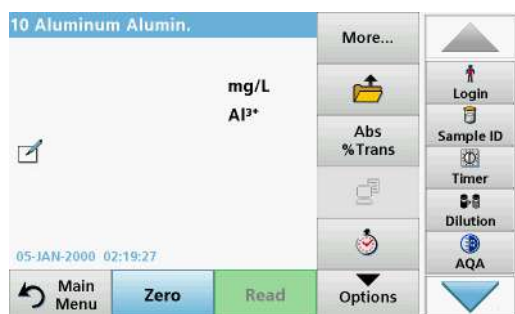 10 Aluminum Alumin.
mg/L
Al³⁺
05-JAN-2000 02:19:27
Main
Menu
Zero
Read
More...
Abs
%Trans
Options
Login
Sample ID
Timer
Dilution
AQA